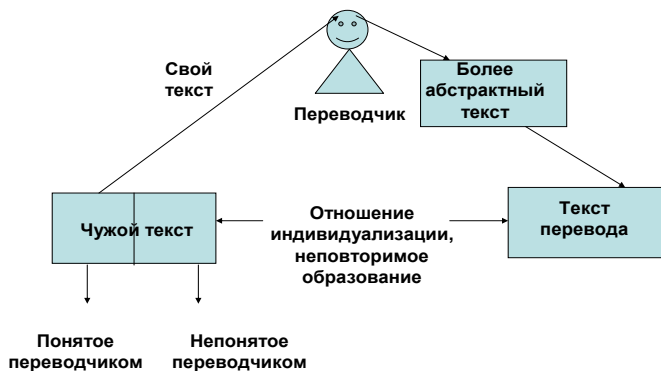 Свой
текст
Переводчик
Более
абстрактный
текст
Чужой текст
Отношение
индивидуализации,
неповторимое
образование
Текст
перевода
Понятое
переводчиком
Непонятое
переводчиком